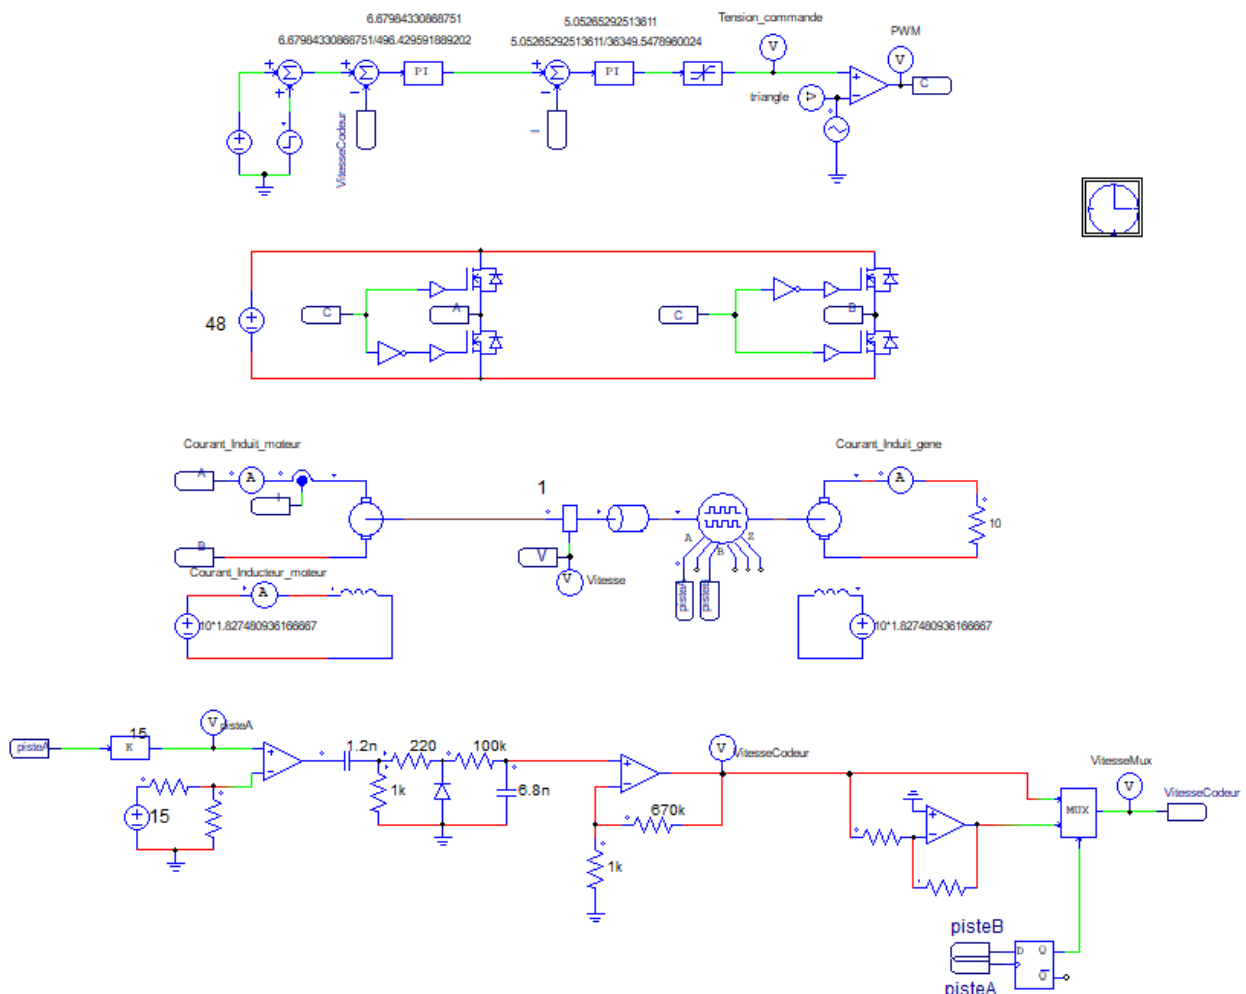 6.67984330868751
5.05265292513611
Tension_commande
6.67984330868751/496.429591889202
5.05265292513611/36349.5478960024
PWM
V
V
PI
PI
C
triangle
V
VitesseCodeur
I
48
C
A
C
B
Courant_Induit_moteur
Courant_Induit_gene
A
A
A
I
1
10
B
V
V
Vitesse
A
B
Z
pisteA
pisteB
Courant_Inducteur_moteur
A
10*1.827480936166667
10*1.827480936166667
pisteA
15
K
V
pisteA
15
1.2n
220
100k
1k
6.8n
V
VitesseCodeur
670k
1k
VitesseMux
V
VitesseCodeur
MUX
pisteB
D Q
Q
pisteA